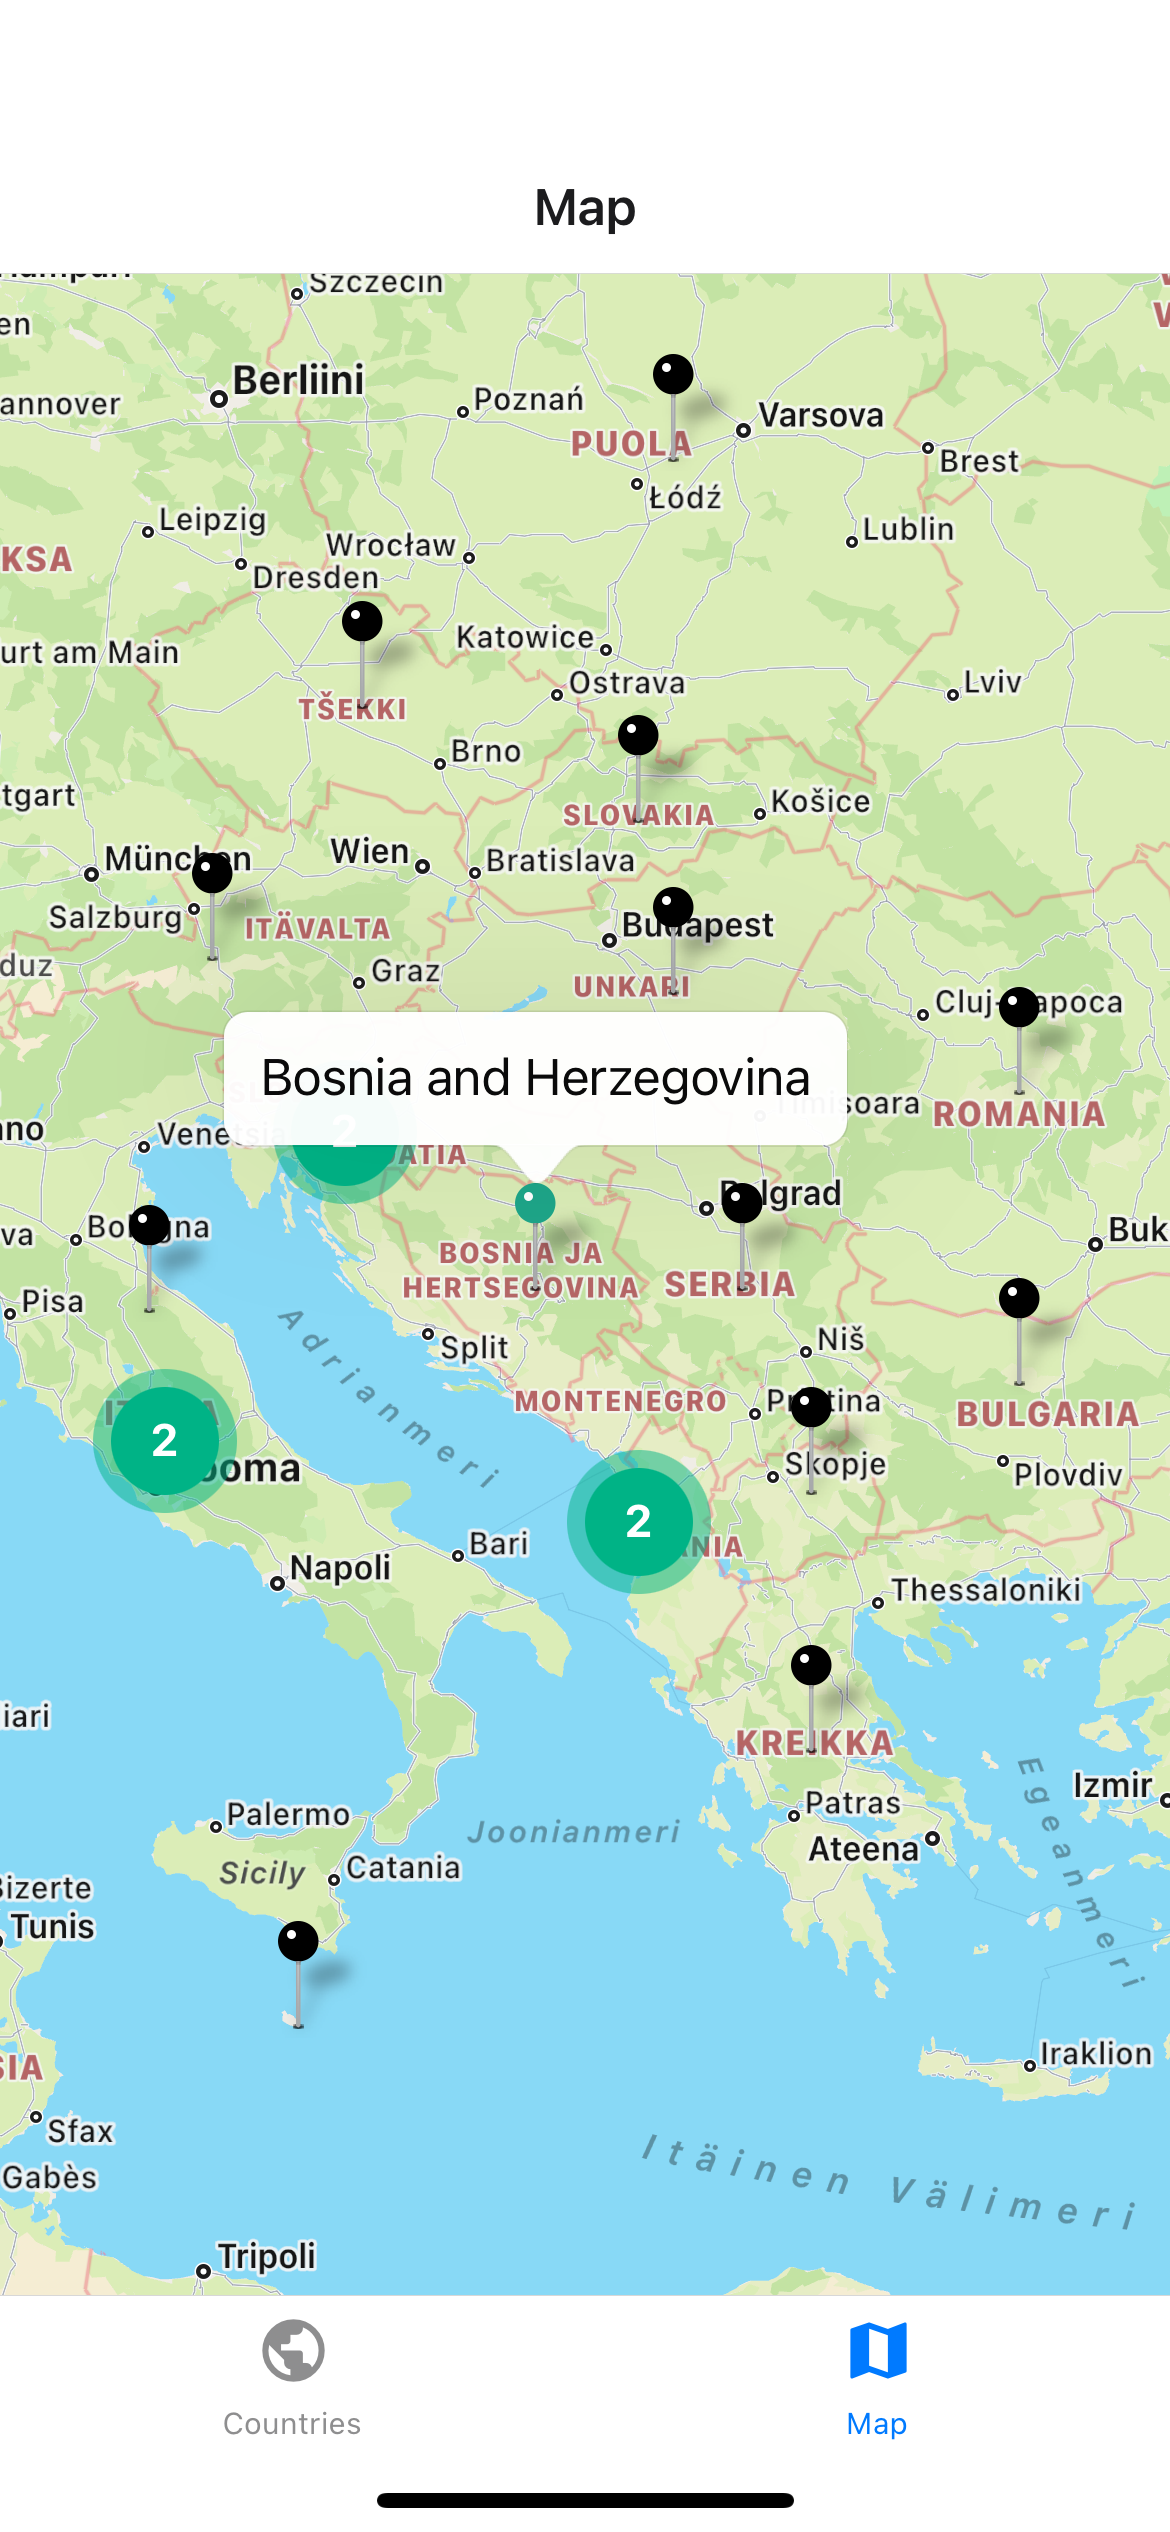 Map
Szczecin
en
Berliini
annover
Poznań
Varsova
PUOLA
Brest
Łódź
Leipzig
Lublin
Wrocław
KSA
Dresden
Katowice
urt am Main
Ostrava
Lviv
TŠEKKI
Brno
tgart
Košice
SLOVAKIA
München
Wien
Bratislava
Salzburg
ITÄVALTA
Budapest
duz
Graz
UNKARI
Cluj-Napoca
Bosnia and Herzegovina
Timisoara
ROMANIA
no
Venetsia
2
ATIA
Belgrad
va
Bologna
Buk
BOSNIA JA
HERTSEGOVINA
SERBIA
Pisa
Adrianmeri
Split
Niš
MONTENEGRO
Pristina
ITALIA
2
BULGARIA
Rooma
Skopje
Plovdiv
2
Bari
NIA
Napoli
Thessaloniki
iari
KREIKKA
Egeanmeri
Izmir
Palermo
Joonianmeri
Patras
Ateena
Sicily
Catania
Bizerte
Tunis
Iraklion
SIA
Sfax
Itäinen Välimeri
Gabès
Tripoli
Countries
Map